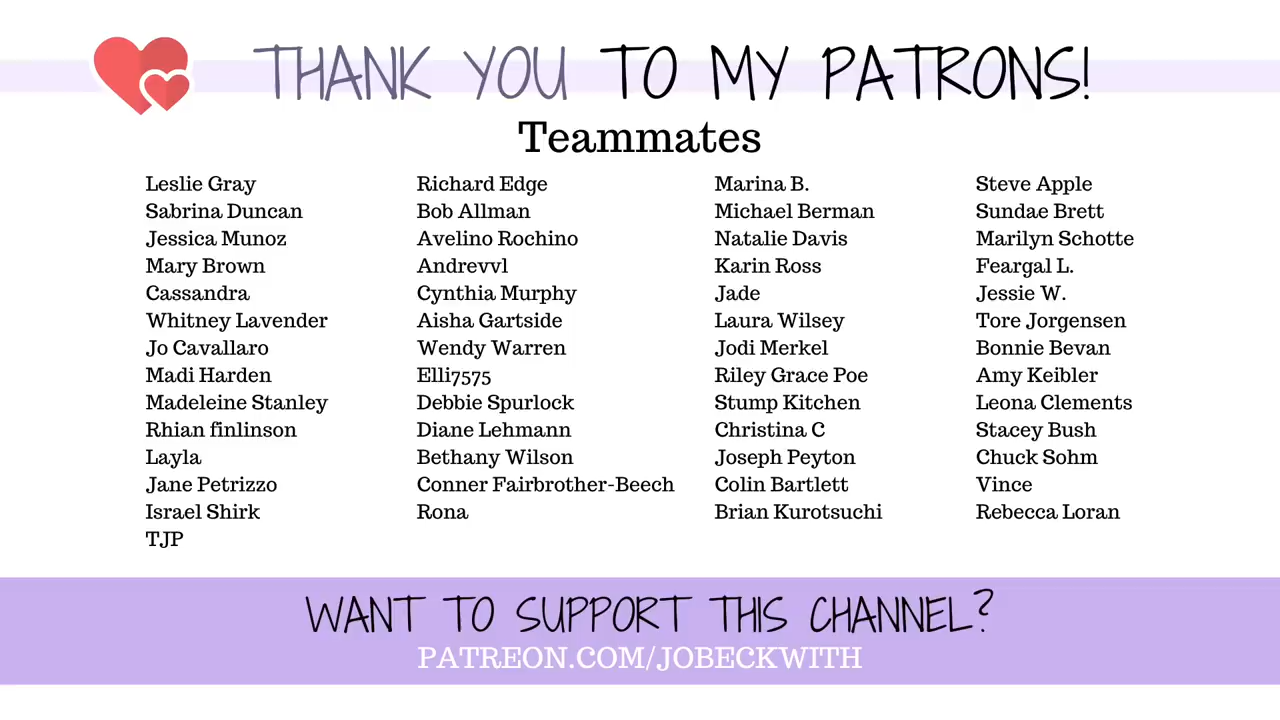 THANK YOU TO MY PATRONS!
Teammates
Leslie Gray
Sabrina Duncan
Jessica Munoz
Mary Brown
Cassandra
Whitney Lavender
Jo Cavallaro
Madi Harden
Madeleine Stanley
Rhian finlinson
Layla
Jane Petrizzo
Israel Shirk
TJP
Richard Edge
Bob Allman
Avelino Rochino
Andrevvl
Cynthia Murphy
Aisha Gartside
Wendy Warren
Elli7575
Debbie Spurlock
Diane Lehmann
Bethany Wilson
Conner Fairbrother-Beech
Rona
Marina B.
Michael Berman
Natalie Davis
Karin Ross
Jade
Laura Wilsey
Jodi Merkel
Riley Grace Poe
Stump Kitchen
Christina C
Joseph Peyton
Colin Bartlett
Brian Kurotsuchi
Steve Apple
Sundae Brett
Marilyn Schotte
Feargal L.
Jessie W.
Tore Jorgensen
Bonnie Bevan
Amy Keibler
Leona Clements
Stacey Bush
Chuck Sohm
Vince
Rebecca Loran
WANT TO SUPPORT THIS CHANNEL?
PATREON.COM/JOBECKWITH